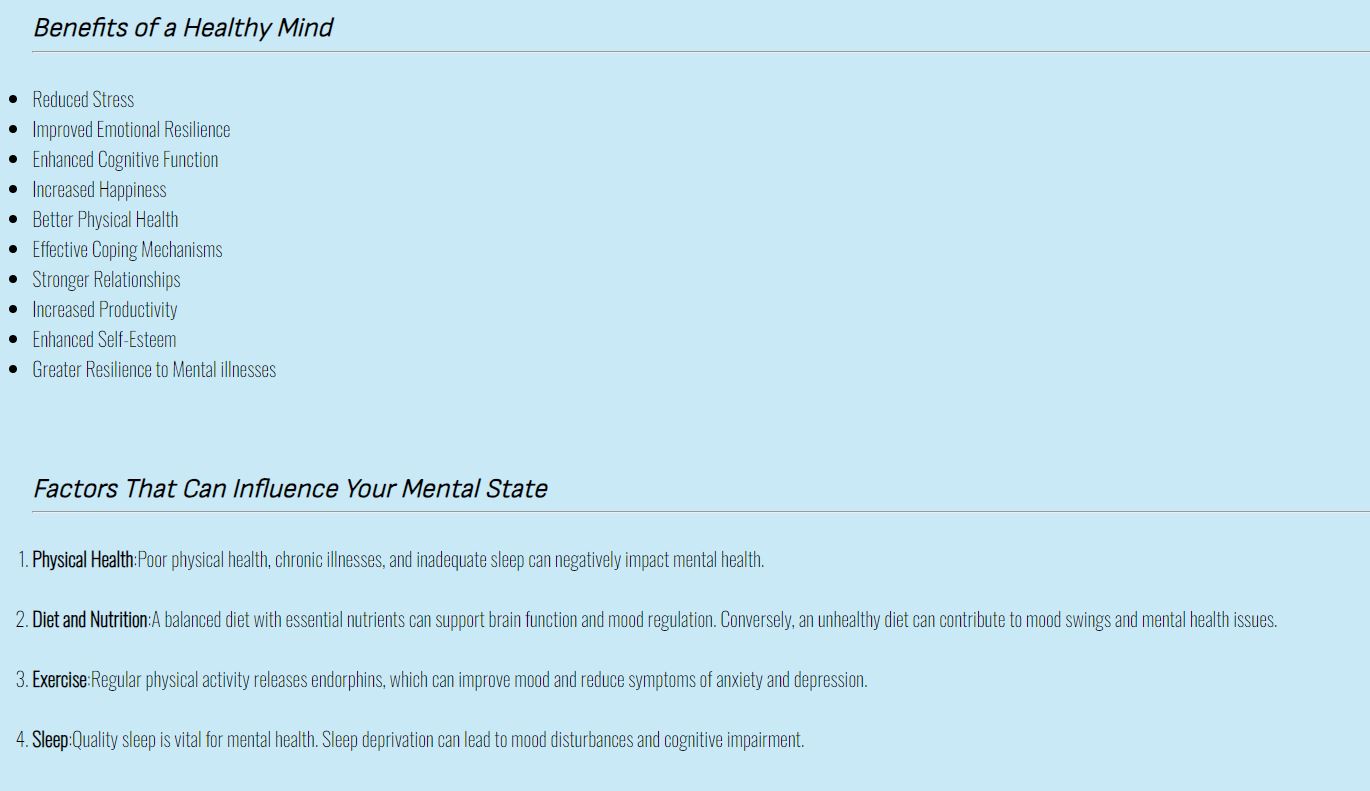 Benefits of a Healthy Mind
• Reduced Stress
• Improved Emotional Resilience
• Enhanced Cognitive Function
• Increased Happiness
• Better Physical Health
• Effective Coping Mechanisms
• Stronger Relationships
• Increased Productivity
• Enhanced Self-Esteem
• Greater Resilience to Mental illnesses
Factors That Can Influence Your Mental State
1. Physical Health:Poor physical health, chronic illnesses, and inadequate sleep can negatively impact mental health.
2. Diet and Nutrition:A balanced diet with essential nutrients can support brain function and mood regulation. Conversely, an unhealthy diet can contribute to mood swings and mental health issues.
3. Exercise:Regular physical activity releases endorphins, which can improve mood and reduce symptoms of anxiety and depression.
4. Sleep:Quality sleep is vital for mental health. Sleep deprivation can lead to mood disturbances and cognitive impairment.